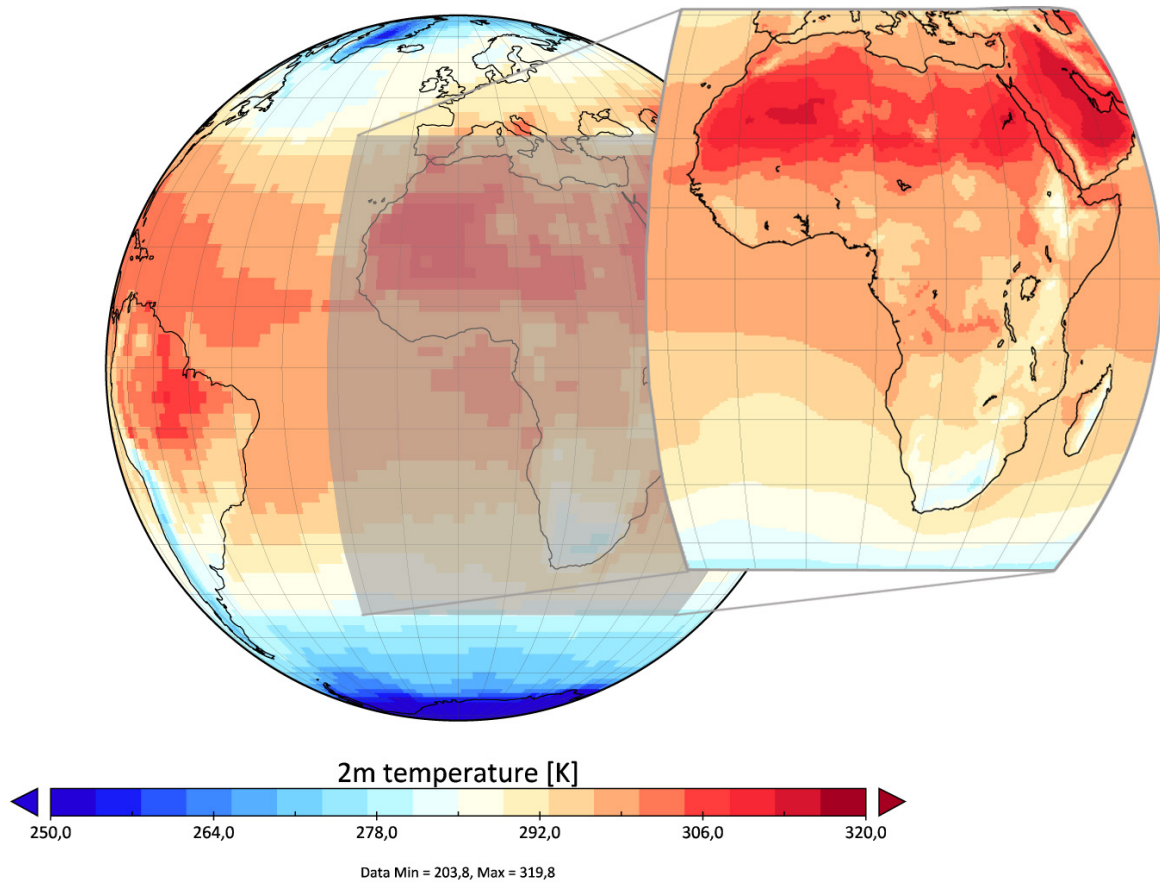 2m temperature [K]
250,0 264,0 278,0 292,0 306,0 320,0
Data Min = 203,8, Max = 319,8